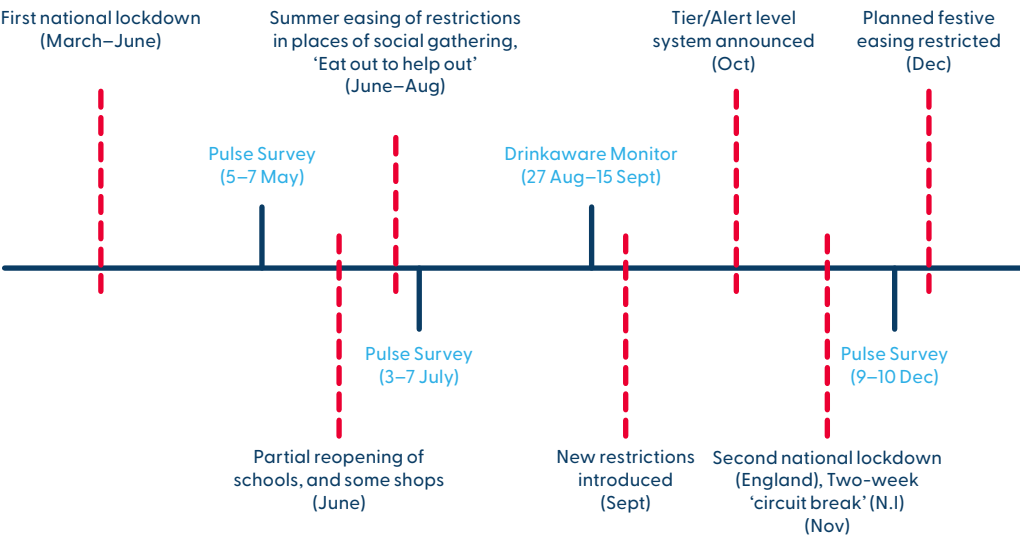 First national lockdown
(March–June)
Summer easing of restrictions
in places of social gathering,
‘Eat out to help out’
(June–Aug)
Tier/Alert level
system announced
(Oct)
Planned festive
easing restricted
(Dec)
Pulse Survey
(5–7 May)
Drinkaware Monitor
(27 Aug–15 Sept)
Pulse Survey
(3–7 July)
Pulse Survey
(9–10 Dec)
Partial reopening of
schools, and some shops
(June)
New restrictions
introduced
(Sept)
Second national lockdown
(England), Two-week
‘circuit break’ (N.I)
(Nov)